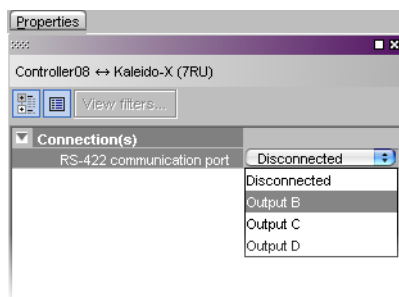 Properties
Controller08 ↔ Kaleido-X (7RU)
View filters...
Connection(s)
RS-422 communication port Disconnected
Disconnected
Output B
Output C
Output D